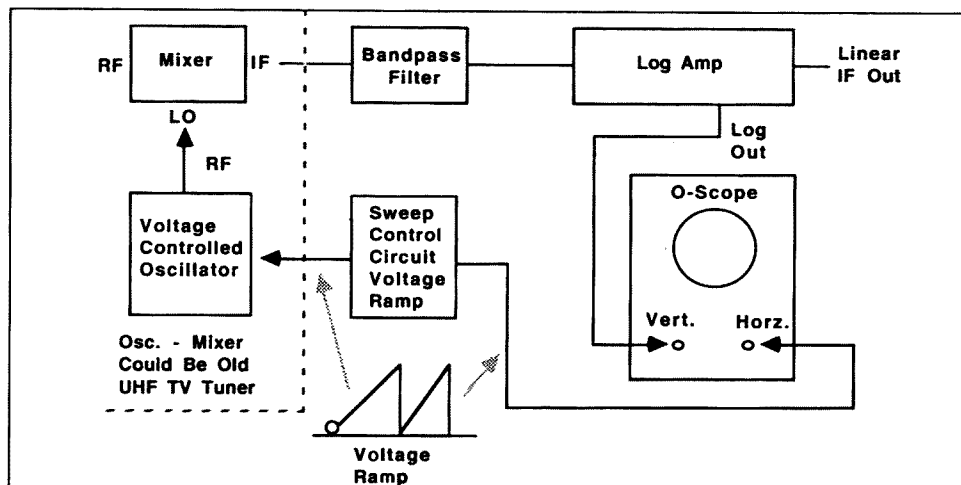 RF
Mixer
IF
LO
Bandpass
Filter
Log Amp
Linear
IF Out
Log
Out
RF
Voltage
Controlled
Oscillator
Sweep
Control
Circuit
Voltage
Ramp
O-Scope
Vert.
Horz.
Osc. - Mixer
Could Be Old
UHF TV Tuner
Voltage
Ramp